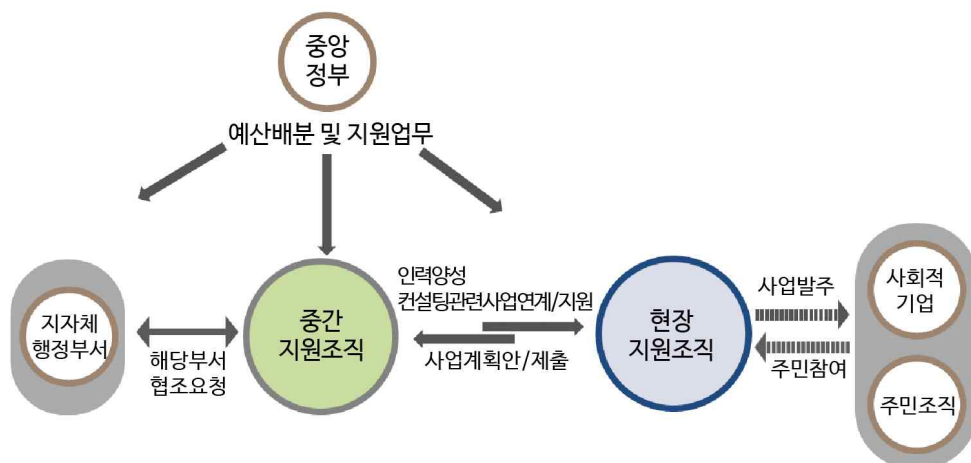 중앙
정부
예산배분 및 지원업무
지자체
행정부서
해당부서
협조요청
중간
지원조직
인력양성
컨설팅관련사업연계/지원
사업계획안/제출
현장
지원조직
사업발주
주민참여
사회적
기업
주민조직